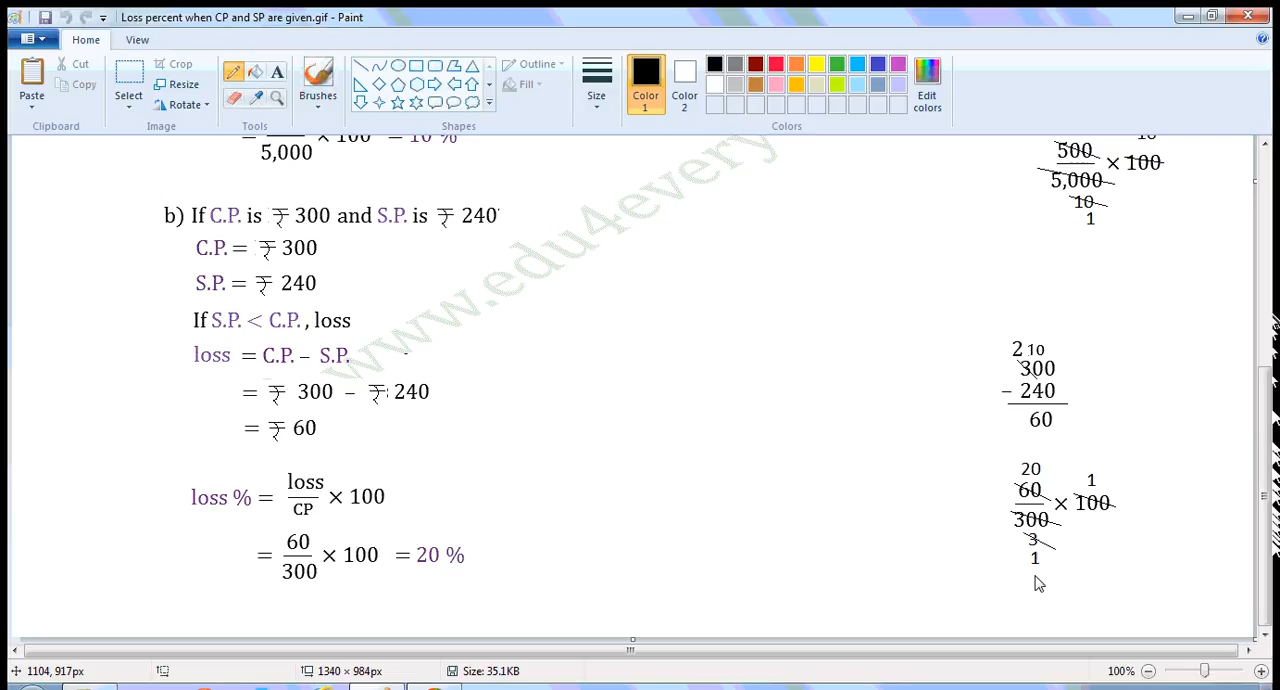 Loss percent when CP and SP are given.gif - Paint
Home View
Paste
Cut
Copy
Clipboard
Select
Crop
Resize
Rotate
Image
A
Tools
Brushes
Outline
Fill
Shapes
Size
Color 1
Color 2
Edit colors
Colors
= 5,000 × 100 = 10 %
b) If C.P. is ₹ 300 and S.P. is ₹ 240
C.P. = ₹ 300
S.P. = ₹ 240
If S.P. < C.P. , loss
loss = C.P. – S.P.
= ₹ 300 – ₹ 240
= ₹ 60
loss % = loss/CP × 100
= 60/300 × 100 = 20 %
www.edu4every
10
500
5,000 × 100
10
1
2 10
300
– 240
60
20
60 1
300 × 100
3
1
1104, 917px
1340 × 984px
Size: 35.1KB
100%